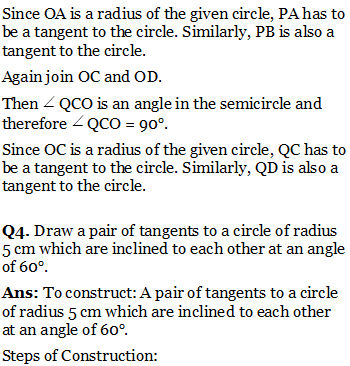 Since OA is a radius of the given circle, PA has to
be a tangent to the circle. Similarly, PB is also a
tangent to the circle.
Again join OC and OD.
Then ∠ QCO is an angle in the semicircle and
therefore ∠ QCO = 90°.
Since OC is a radius of the given circle, QC has to
be a tangent to the circle. Similarly, QD is also a
tangent to the circle.
Q4. Draw a pair of tangents to a circle of radius
5 cm which are inclined to each other at an angle
of 60°.
Ans: To construct: A pair of tangents to a circle
of radius 5 cm which are inclined to each other
at an angle of 60°.
Steps of Construction: